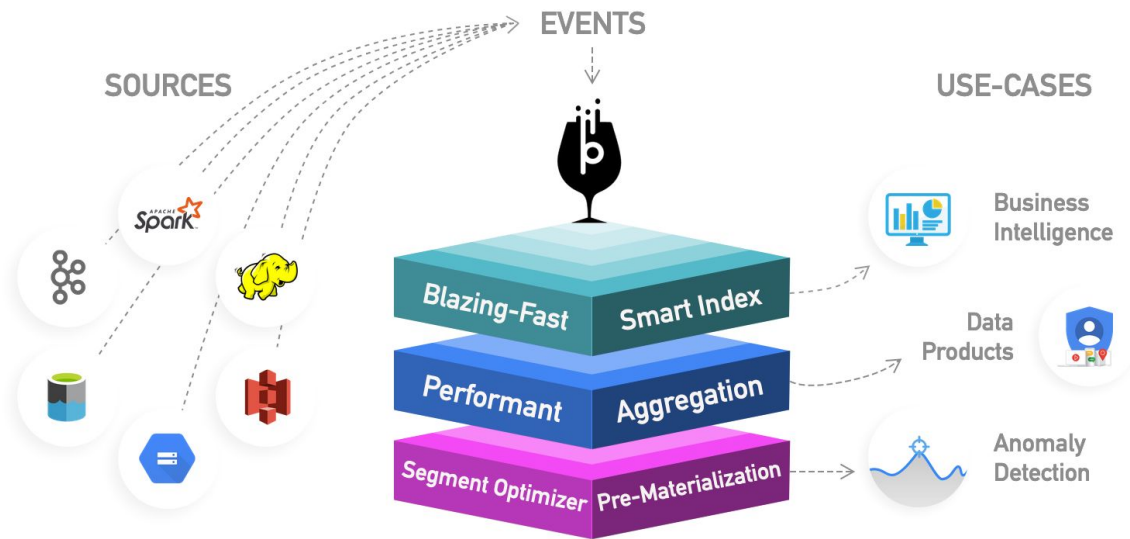 EVENTS
SOURCES
USE-CASES
APACHE
Spark
Business
Intelligence
Blazing-Fast
Smart Index
Data
Products
Performant
Aggregation
Anomaly
Detection
Segment Optimizer
Pre-Materialization